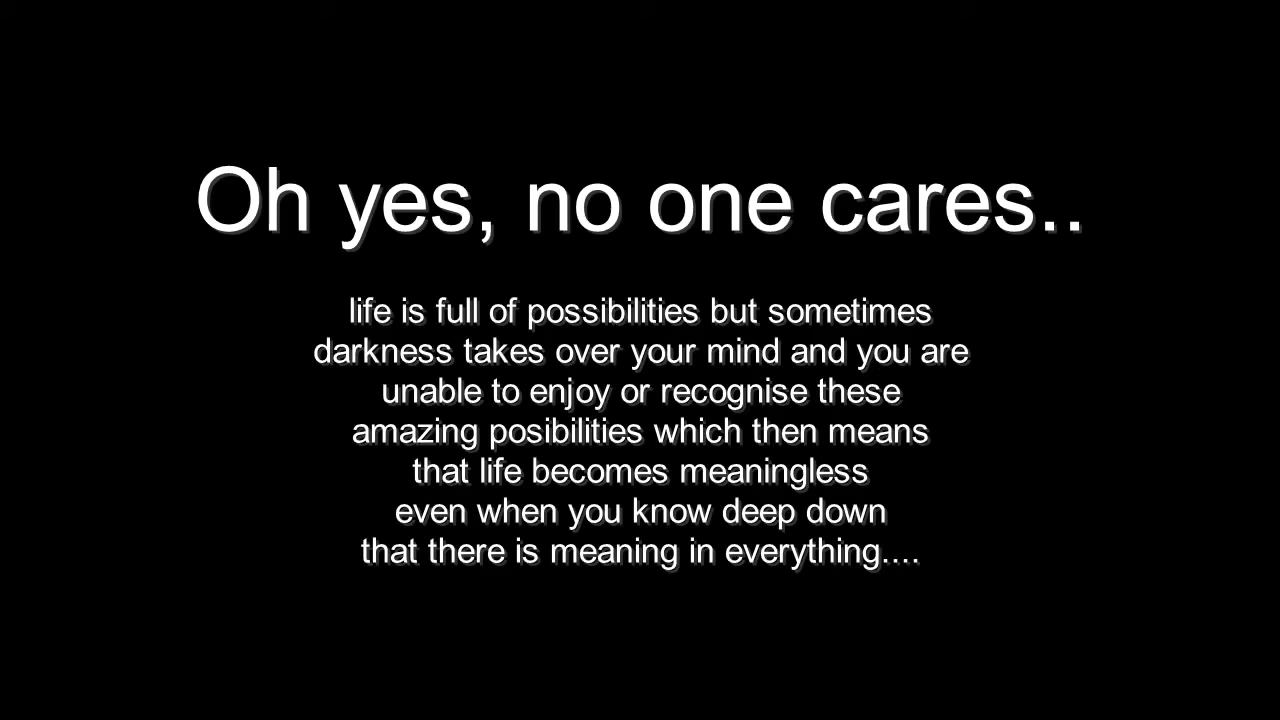 Oh yes, no one cares..
life is full of possibilities but sometimes
darkness takes over your mind and you are
unable to enjoy or recognise these
amazing posibilities which then means
that life becomes meaningless
even when you know deep down
that there is meaning in everything....